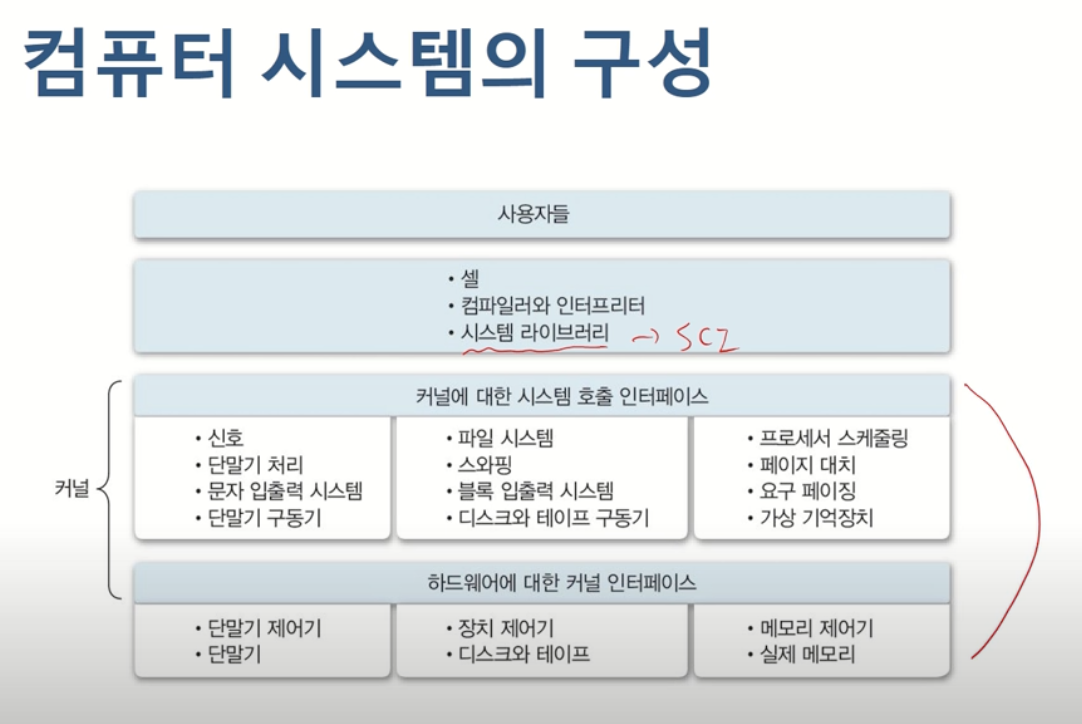 컴퓨터 시스템의 구성
사용자들
• 셸
• 컴파일러와 인터프리터
• 시스템 라이브러리 → SCI
커널에 대한 시스템 호출 인터페이스
커널
• 신호
• 단말기 처리
• 문자 입출력 시스템
• 단말기 구동기
• 파일 시스템
• 스와핑
• 블록 입출력 시스템
• 디스크와 테이프 구동기
• 프로세서 스케줄링
• 페이지 대치
• 요구 페이징
• 가상 기억장치
하드웨어에 대한 커널 인터페이스
• 단말기 제어기
• 단말기
• 장치 제어기
• 디스크와 테이프
• 메모리 제어기
• 실제 메모리